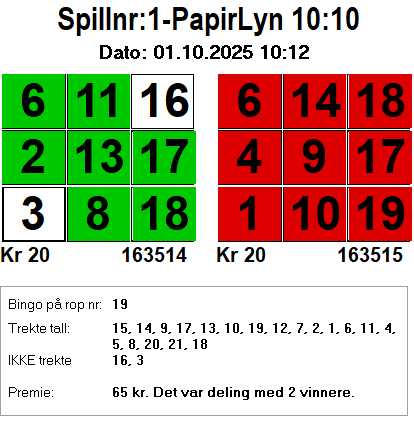 Spillnr:1-PapirLyn 10:10
Dato: 01.10.2025 10:12
6 11 16 6 14 18
2 13 17 4 9 17
3 8 18 1 10 19
Kr 20 163514 Kr 20 163515
Bingo på rop nr: 19
Trekte tall: 15, 14, 9, 17, 13, 10, 19, 12, 7, 2, 1, 6, 11, 4,
5, 8, 20, 21, 18
IKKE trekte 16, 3
Premie: 65 kr. Det var deling med 2 vinnere.